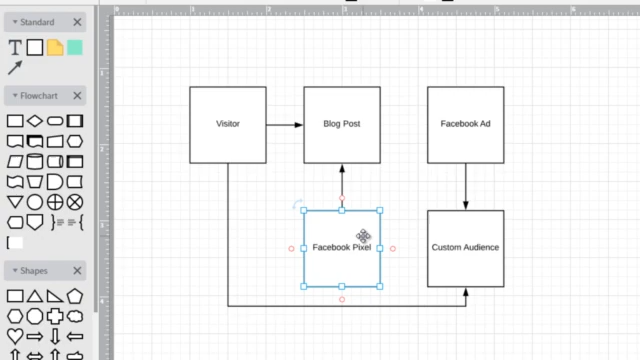 Standard
T
Flowchart
Shapes
Visitor
Blog Post
Facebook Ad
Facebook Pixel
Custom Audience